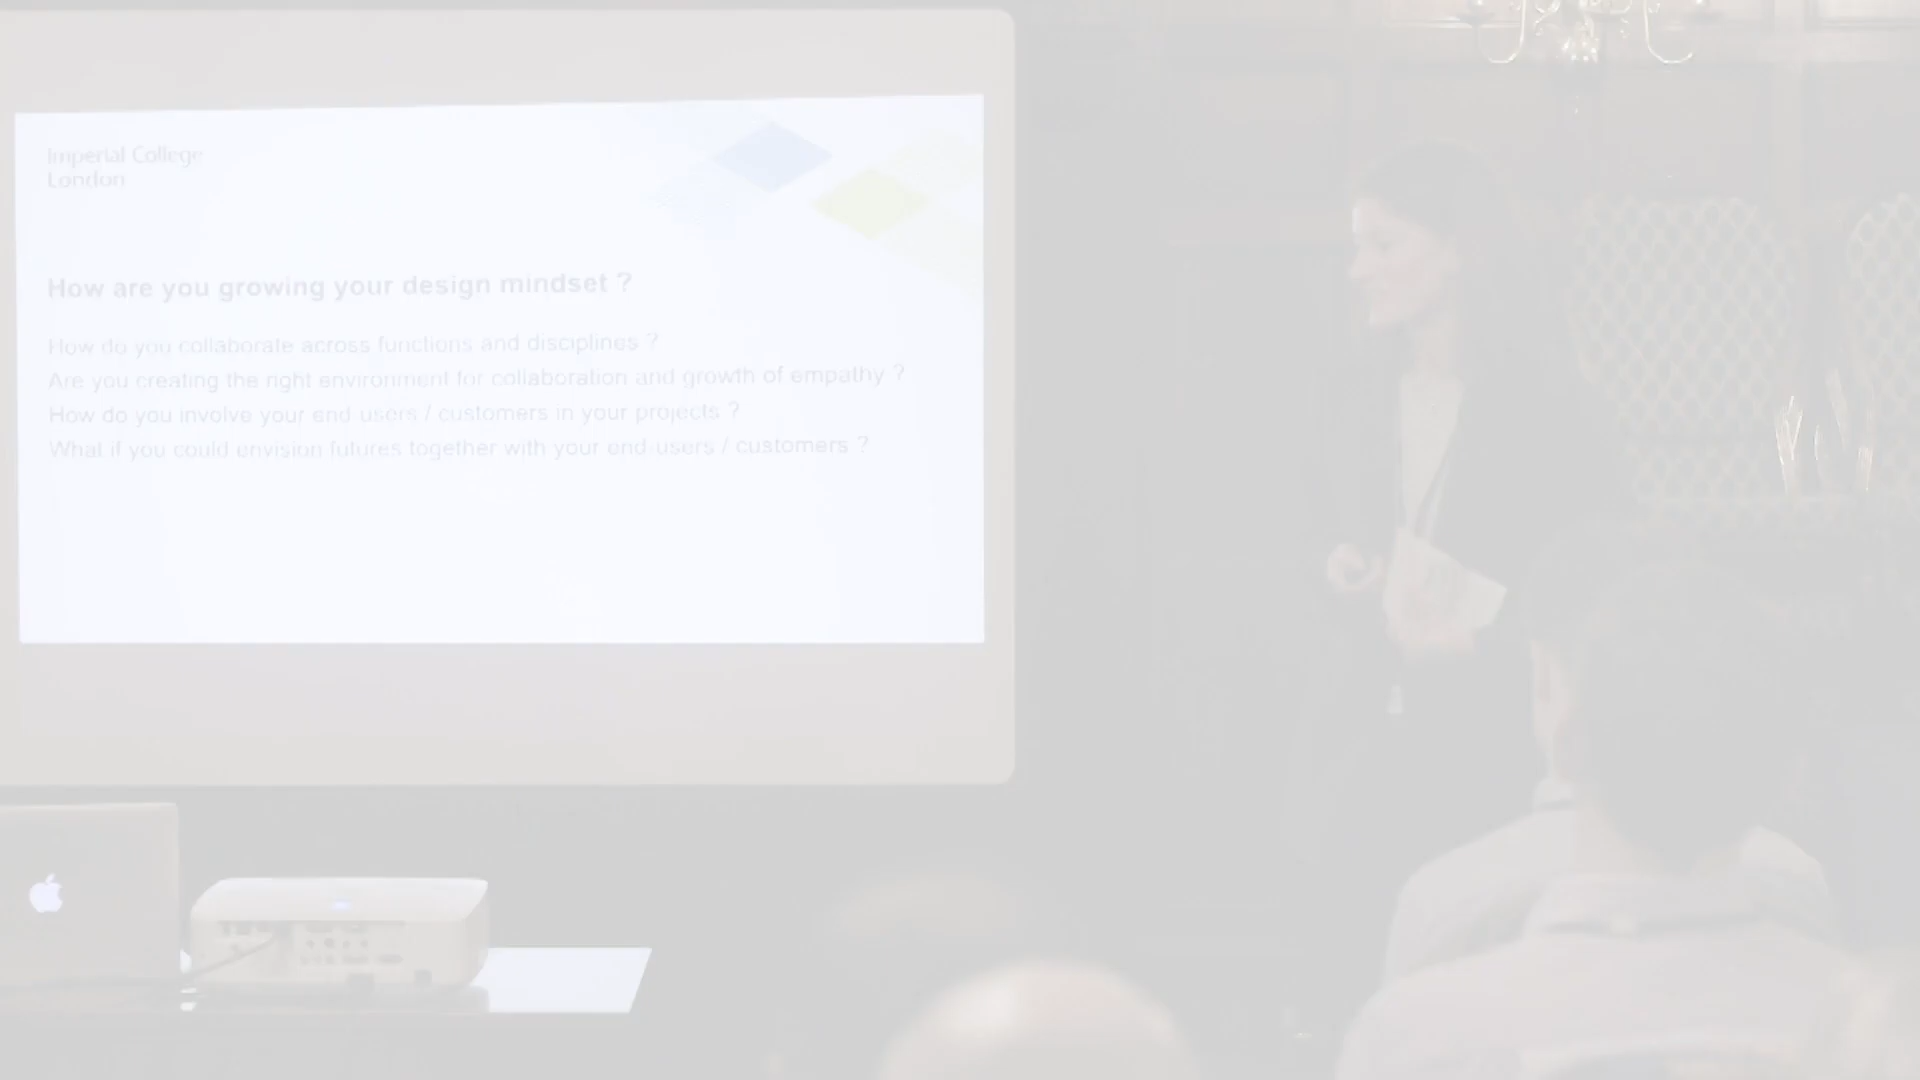 Imperial College
London
How are you growing your design mindset ?
How do you collaborate across functions and disciplines ?
Are you creating the right environment for collaboration and growth of empathy ?
How do you involve your end users / customers in your projects ?
What if you could envision futures together with your end-users / customers ?